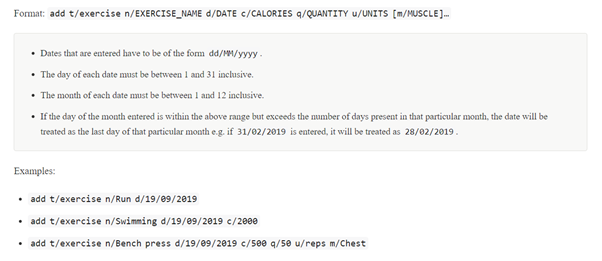 Format: add t/exercise n/EXERCISE_NAME d/DATE c/CALORIES q/QUANTITY u/UNITS [m/MUSCLE]…
• Dates that are entered have to be of the form dd/MM/yyyy .
• The day of each date must be between 1 and 31 inclusive.
• The month of each date must be between 1 and 12 inclusive.
• If the day of the month entered is within the above range but exceeds the number of days present in that particular month, the date will be
treated as the last day of that particular month e.g. if 31/02/2019 is entered, it will be treated as 28/02/2019 .
Examples:
• add t/exercise n/Run d/19/09/2019
• add t/exercise n/Swimming d/19/09/2019 c/2000
• add t/exercise n/Bench press d/19/09/2019 c/500 q/50 u/reps m/Chest